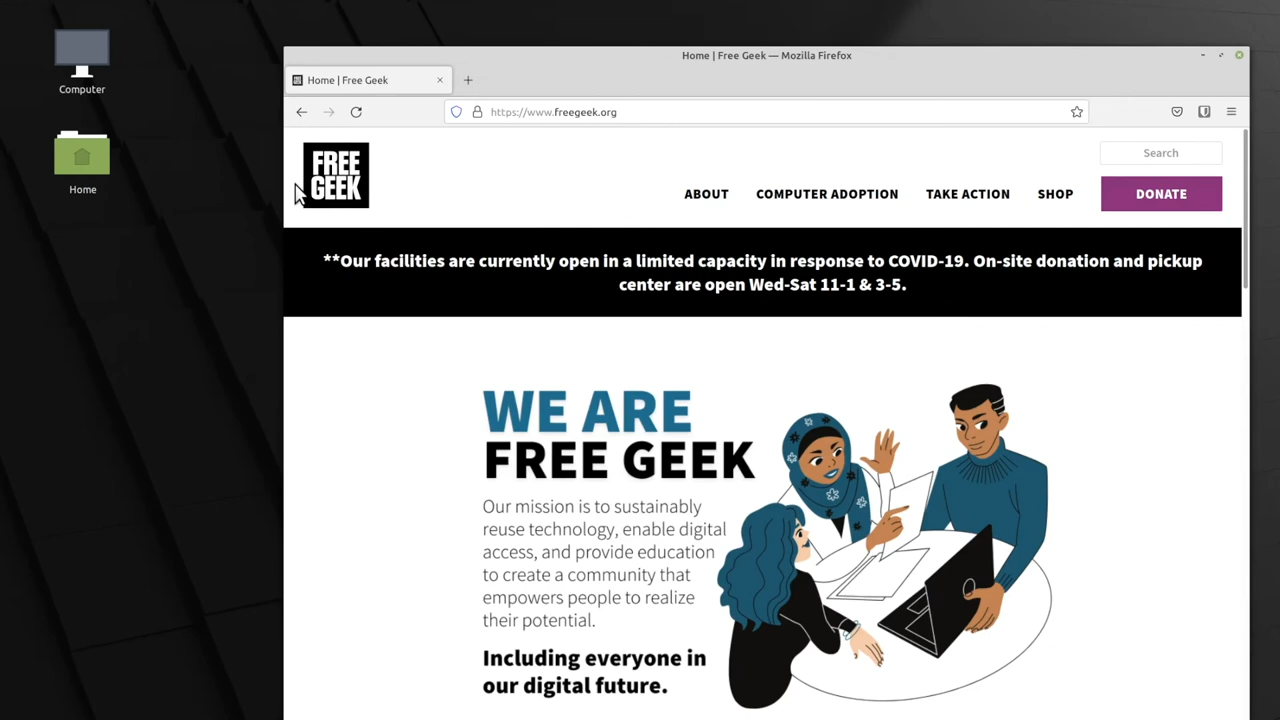 Computer
Home
Home | Free Geek — Mozilla Firefox
Home | Free Geek
https://www.freegeek.org
FREE
GEEK
Search
ABOUT COMPUTER ADOPTION TAKE ACTION SHOP DONATE
**Our facilities are currently open in a limited capacity in response to COVID-19. On-site donation and pickup
center are open Wed-Sat 11-1 & 3-5.
WE ARE
FREE GEEK
Our mission is to sustainably
reuse technology, enable digital
access, and provide education
to create a community that
empowers people to realize
their potential.
Including everyone in
our digital future.